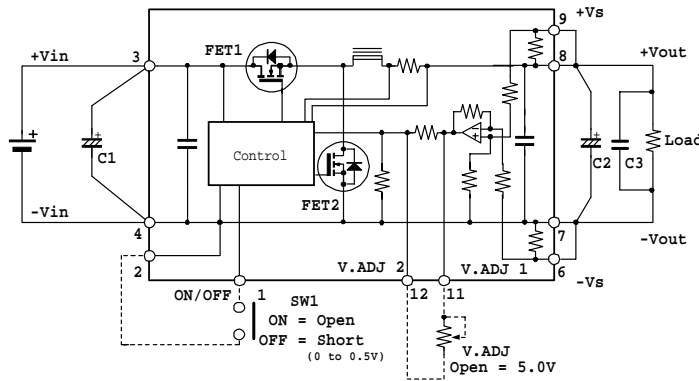 9 +Vs
+Vin 3 FET1 8 +Vout
+
C1 + Control FET2 - + + C2 C3 Load
-Vin 4 7 -Vout
2 V.ADJ 2 V.ADJ 1 6 -Vs
ON/OFF 1 12 11
SW1
ON = Open
OFF = Short
(0 to 0.5V)
V.ADJ
Open = 5.0V